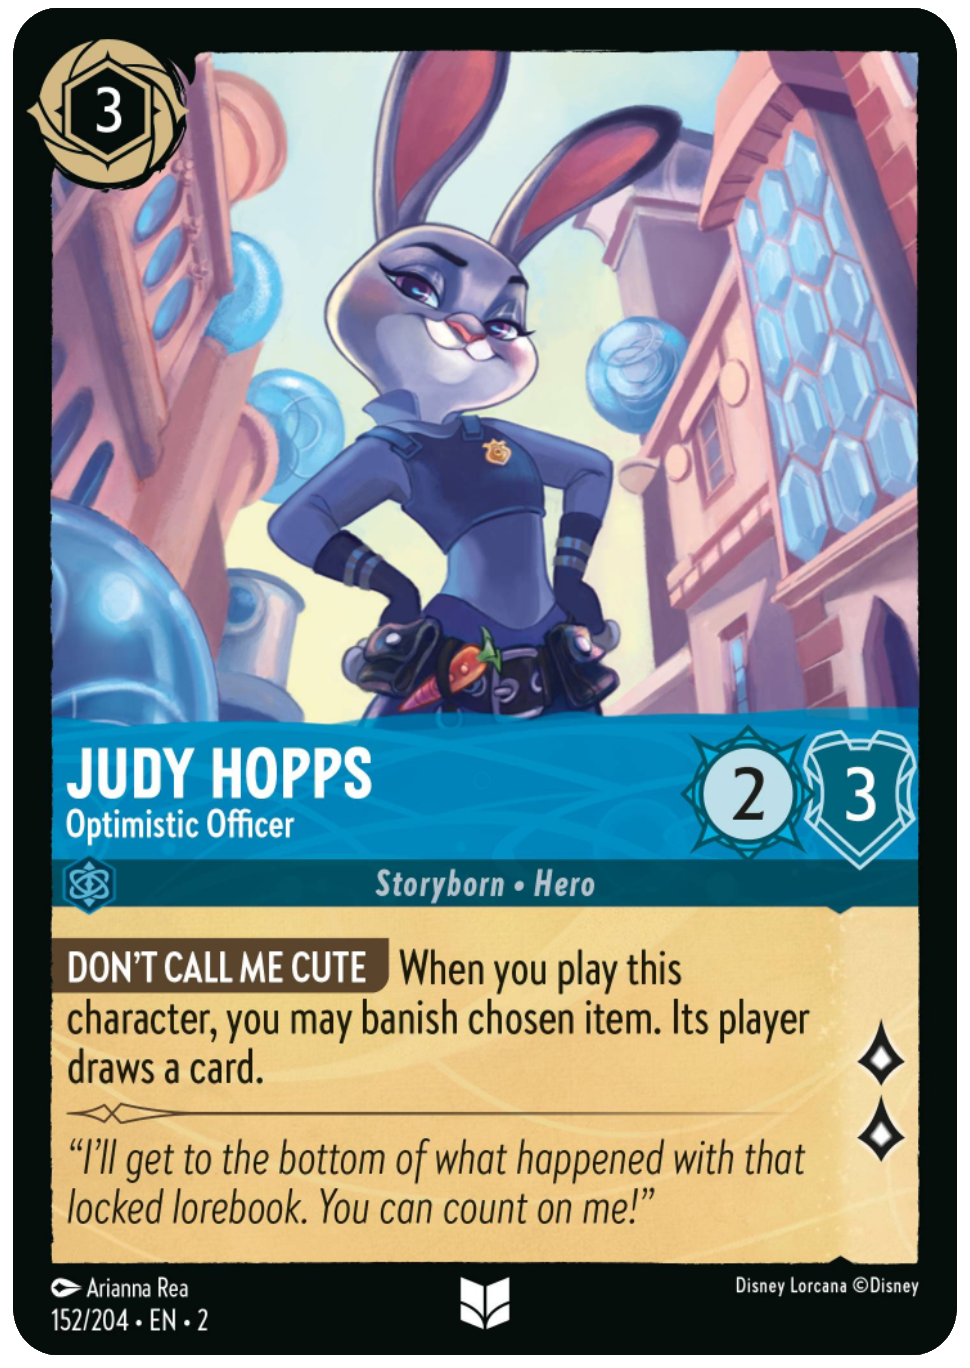 3
JUDY HOPPS
Optimistic Officer
2
3
Storyborn • Hero
DON'T CALL ME CUTE When you play this
character, you may banish chosen item. Its player
draws a card.
“I'll get to the bottom of what happened with that
locked lorebook. You can count on me!”
Arianna Rea
152/204 • EN • 2
Disney Lorcana ©Disney